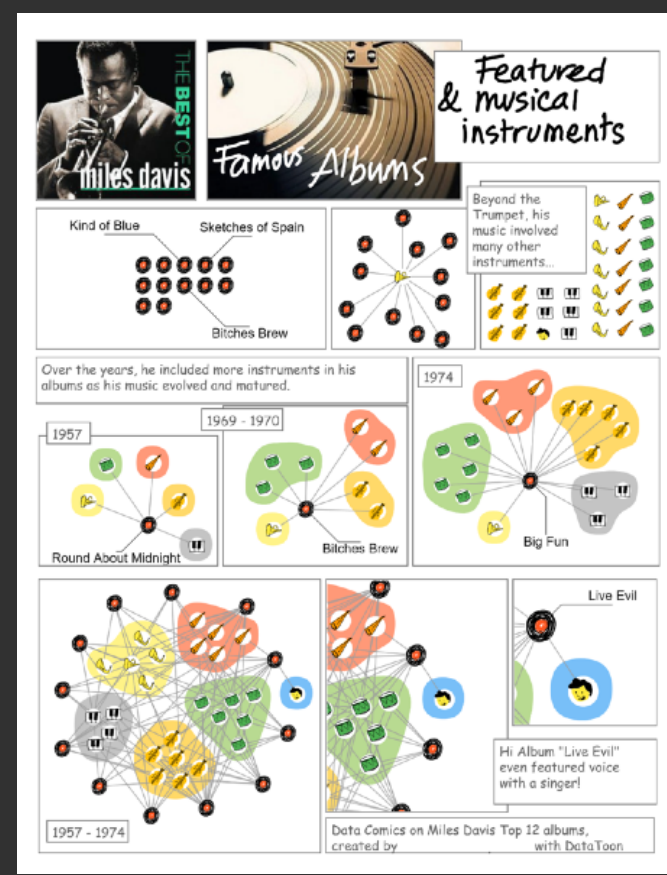 THE BEST OF
miles davis
Famous Albums
Featured
& musical
instruments
Kind of Blue
Sketches of Spain
Bitches Brew
Beyond the
Trumpet, his
music involved
many other
instruments...
Over the years, he included more instruments in his
albums as his music evolved and matured.
1957
Round About Midnight
1969 - 1970
Bitches Brew
1974
Big Fun
1957 - 1974
Live Evil
Hi Album "Live Evil"
even featured voice
with a singer!
Data Comics on Miles Davis Top 12 albums,
created by with DataToon